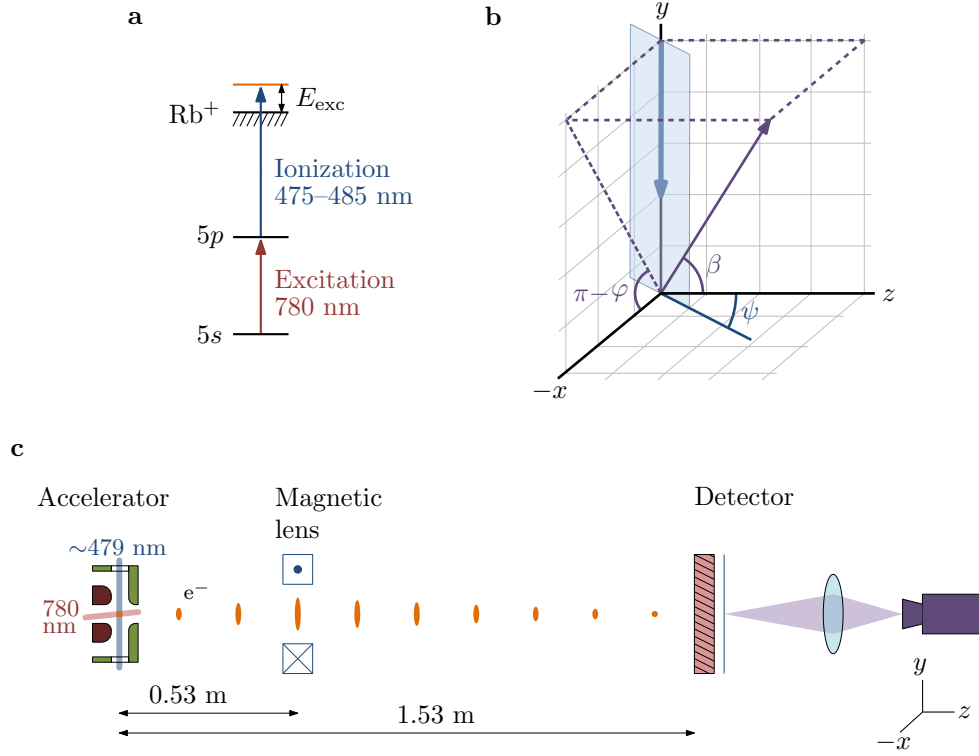 a
Rb⁺
E_exc
Ionization
475–485 nm
5p
Excitation
780 nm
5s
b
y
β
z
π−φ
ψ
−x
c
Accelerator
Magnetic
lens
Detector
~479 nm
e⁻
780
nm
0.53 m
1.53 m
y
z
−x